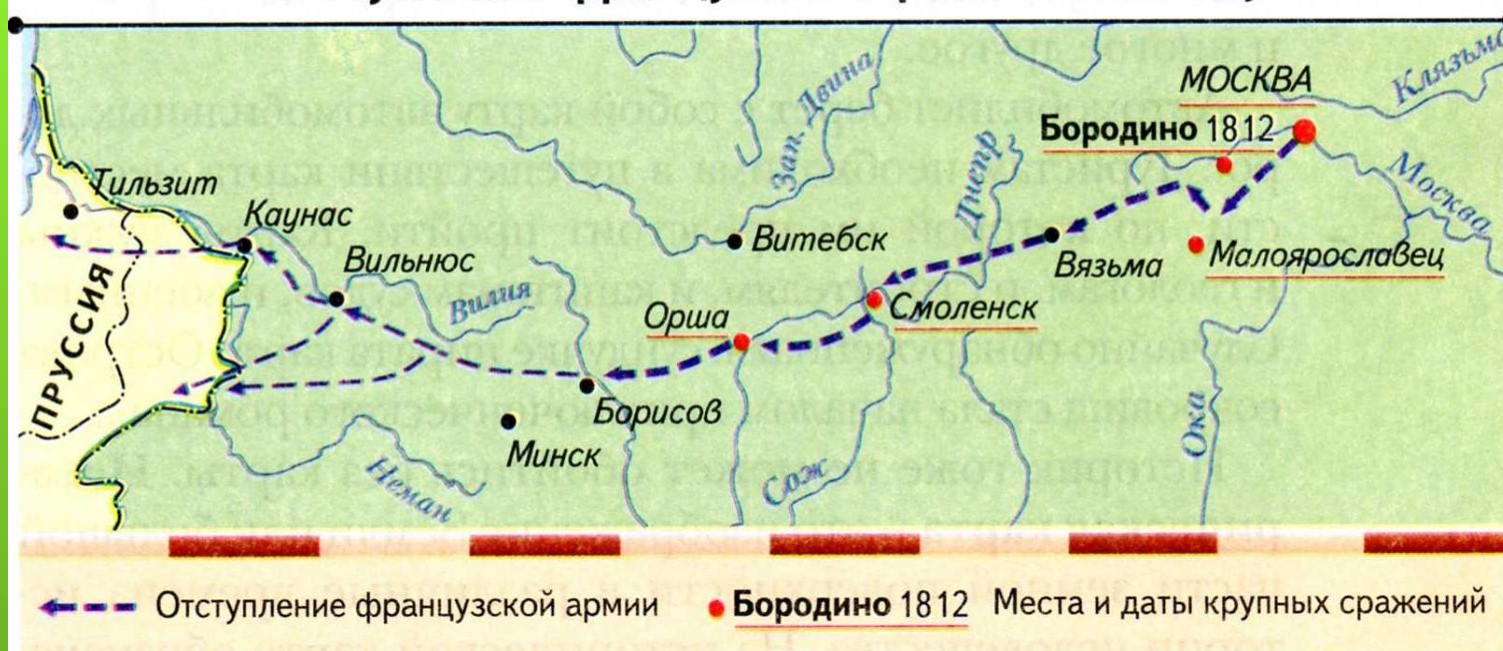 Клязьма
МОСКВА
Бородино 1812
Зап. Двина
Днепр
Москва
Тильзит
Каунас
Витебск
Вязьма
Малоярославец
Вильнюс
Вилия
Смоленск
Орша
ПРУССИЯ
Борисов
Минск
Ока
Сож
Неман
Отступление французской армии
Бородино 1812 Места и даты крупных сражений